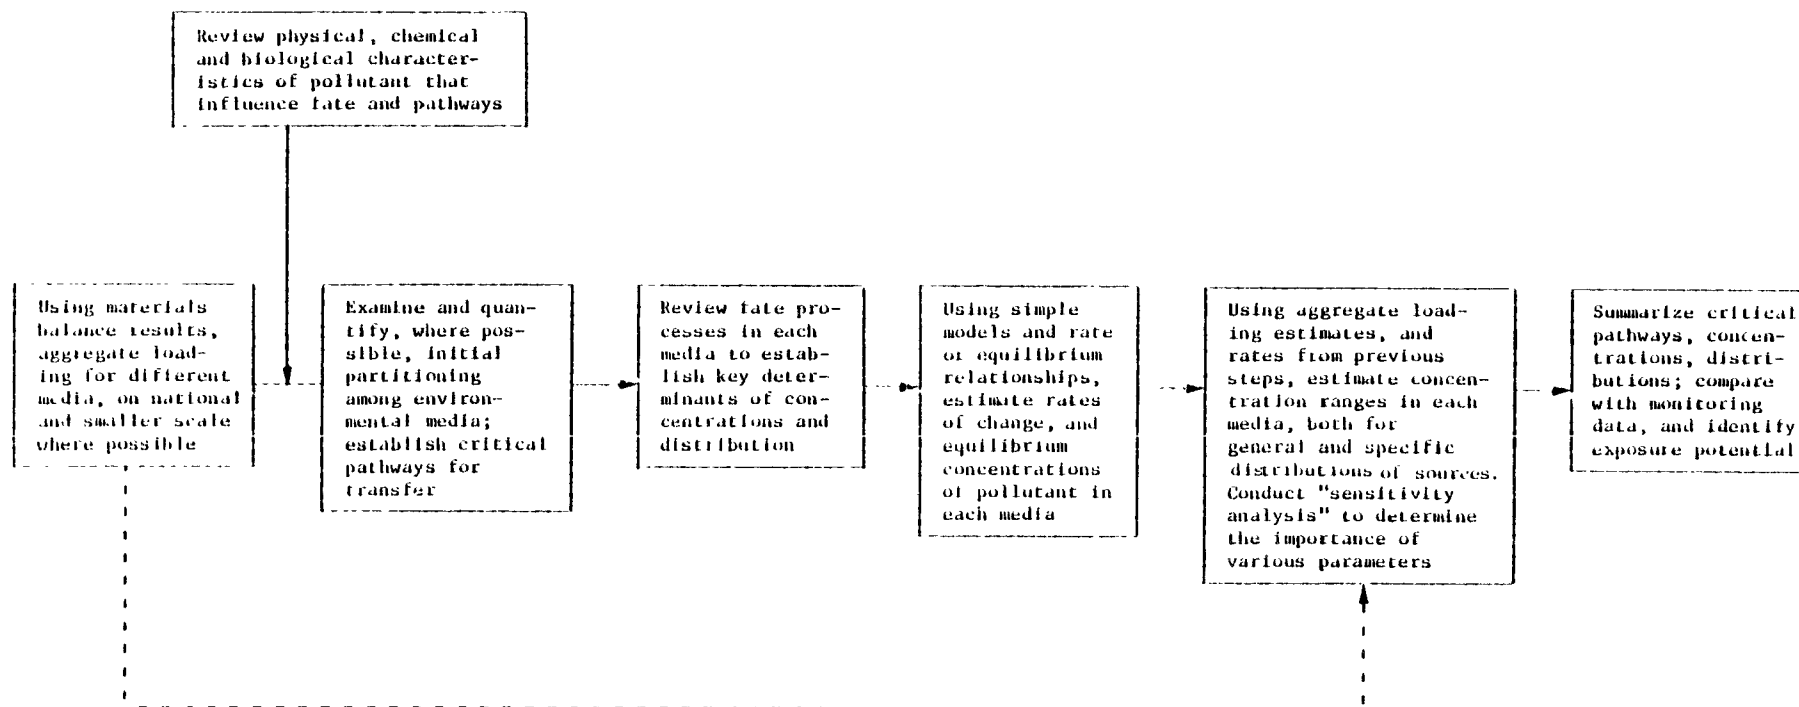 Review physical, chemical
and biological character-
istics of pollutant that
influence fate and pathways
Using materials
balance results,
aggregate load-
ing for different
media, on national
and smaller scale
where possible
Examine and quan-
tify, where pos-
sible, initial
partitioning
among environ-
mental media;
establish critical
pathways for
transfer
Review fate pro-
cesses in each
media to estab-
lish key deter-
minants of con-
centrations and
distribution
Using simple
models and rate
or equilibrium
relationships,
estimate rates
of change, and
equilibrium
concentrations
of pollutant in
each media
Using aggregate load-
ing estimates, and
rates from previous
steps, estimate concen-
tration ranges in each
media, both for
general and specific
distributions of sources.
Conduct "sensitivity
analysis" to determine
the importance of
various parameters
Summarize critical
pathways, concen-
trations, distri-
butions; compare
with monitoring
data, and identify
exposure potential